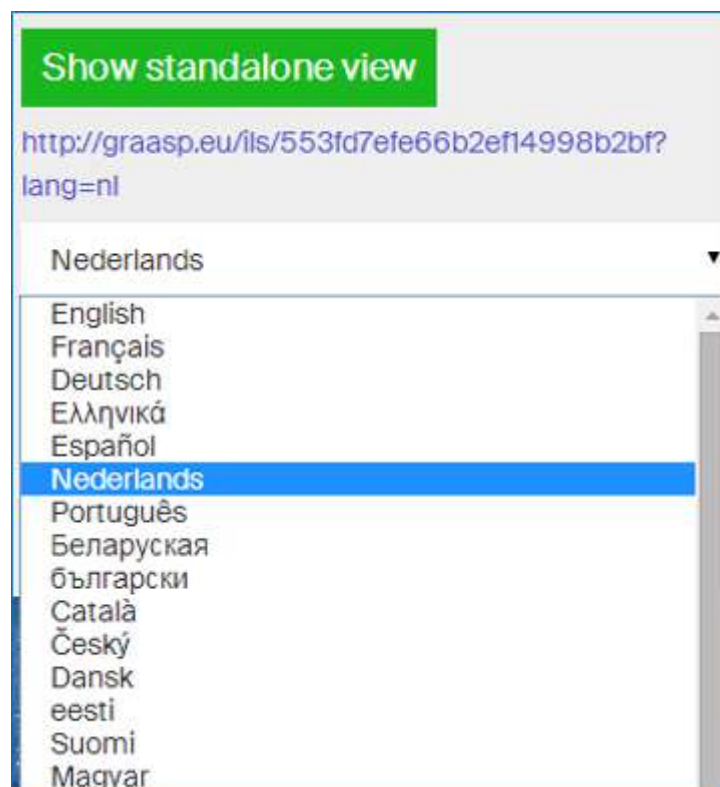 Show standalone view
http://graasp.eu/ils/553fd7efe66b2ef14998b2bf?
lang=nl
Nederlands
English
Français
Deutsch
Ελληνικά
Español
Nederlands
Português
Беларуская
български
Català
Český
Dansk
eesti
Suomi
Magyar